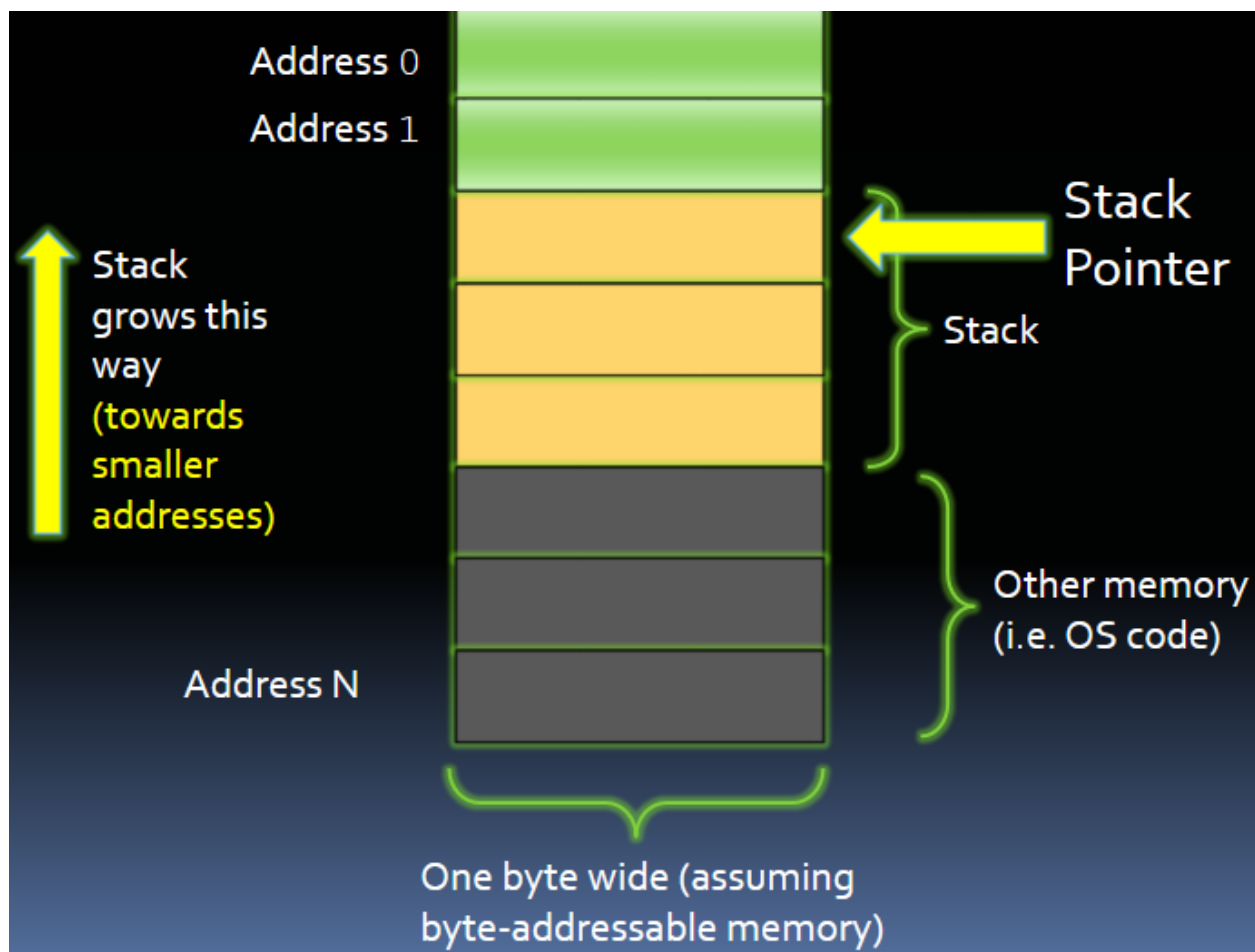 Address 0
Address 1
Stack
Pointer
Stack
grows this
way
(towards
smaller
addresses)
Stack
Other memory
(i.e. OS code)
Address N
One byte wide (assuming
byte-addressable memory)